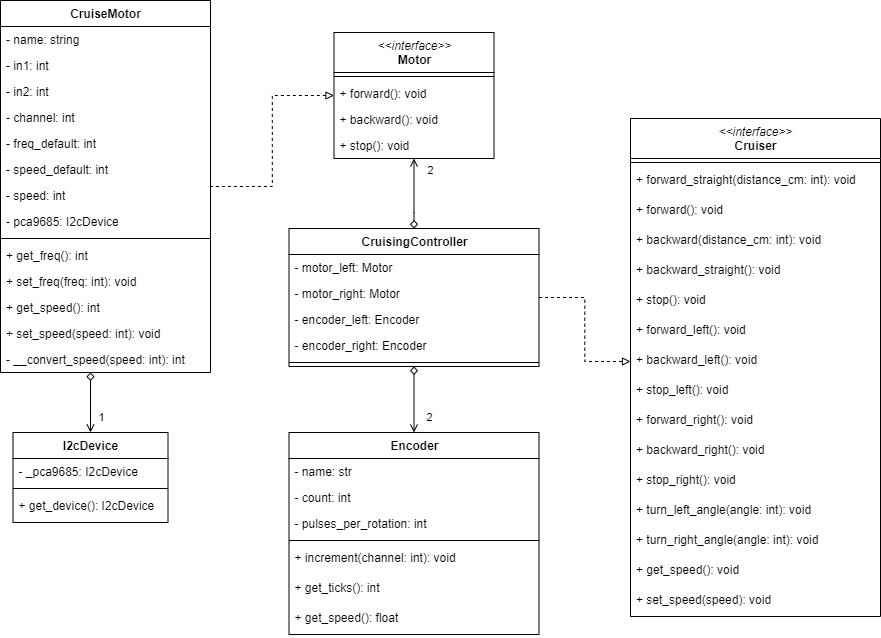 CruiseMotor
- name: string
- in1: int
- in2: int
- channel: int
- freq_default: int
- speed_default: int
- speed: int
- pca9685: I2cDevice
+ get_freq(): int
+ set_freq(freq: int): void
+ get_speed(): int
+ set_speed(speed: int): void
- __convert_speed(speed: int): int
1
I2cDevice
- _pca9685: I2cDevice
+ get_device(): I2cDevice
<<interface>>
Motor
+ forward(): void
+ backward(): void
+ stop(): void
2
CruisingController
- motor_left: Motor
- motor_right: Motor
- encoder_left: Encoder
- encoder_right: Encoder
2
Encoder
- name: str
- count: int
- pulses_per_rotation: int
+ increment(channel: int): void
+ get_ticks(): int
+ get_speed(): float
<<interface>>
Cruiser
+ forward_straight(distance_cm: int): void
+ forward(): void
+ backward(distance_cm: int): void
+ backward_straight(): void
+ stop(): void
+ forward_left(): void
+ backward_left(): void
+ stop_left(): void
+ forward_right(): void
+ backward_right(): void
+ stop_right(): void
+ turn_left_angle(angle: int): void
+ turn_right_angle(angle: int): void
+ get_speed(): void
+ set_speed(speed): void